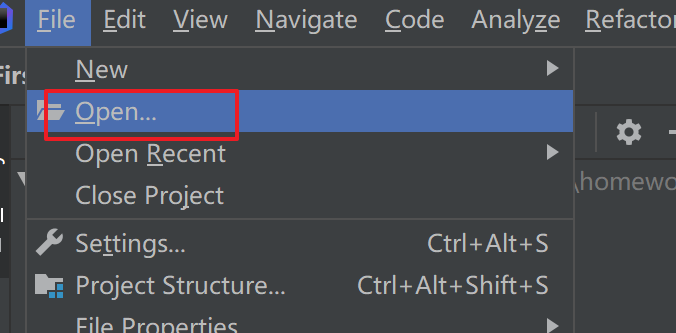 File Edit View Navigate Code Analyze Refactor
Firs
New
Open...
Open Recent
Close Project
\homewo
Settings... Ctrl+Alt+S
Project Structure... Ctrl+Alt+Shift+S
File Properties